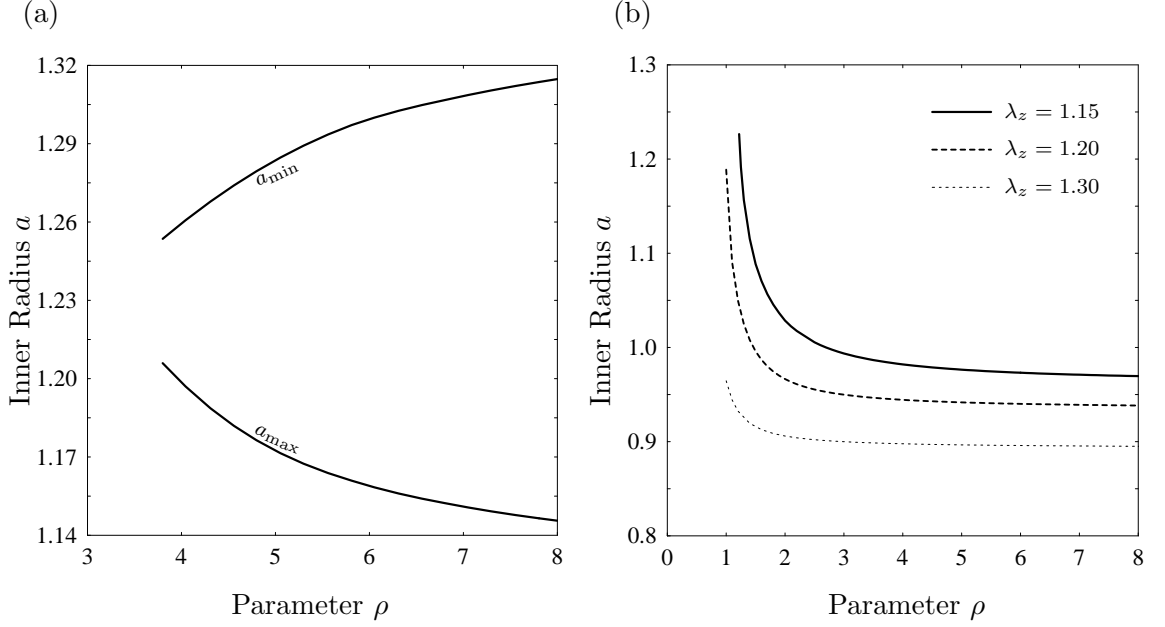 (a)
1.32
1.29
1.26
1.23
1.20
1.17
1.14
3 4 5 6 7 8
Inner Radius a
Parameter ρ
a_min
a_max
(b)
1.3
1.2
1.1
1.0
0.9
0.8
0 1 2 3 4 5 6 7 8
Inner Radius a
Parameter ρ
λ_z = 1.15
λ_z = 1.20
λ_z = 1.30